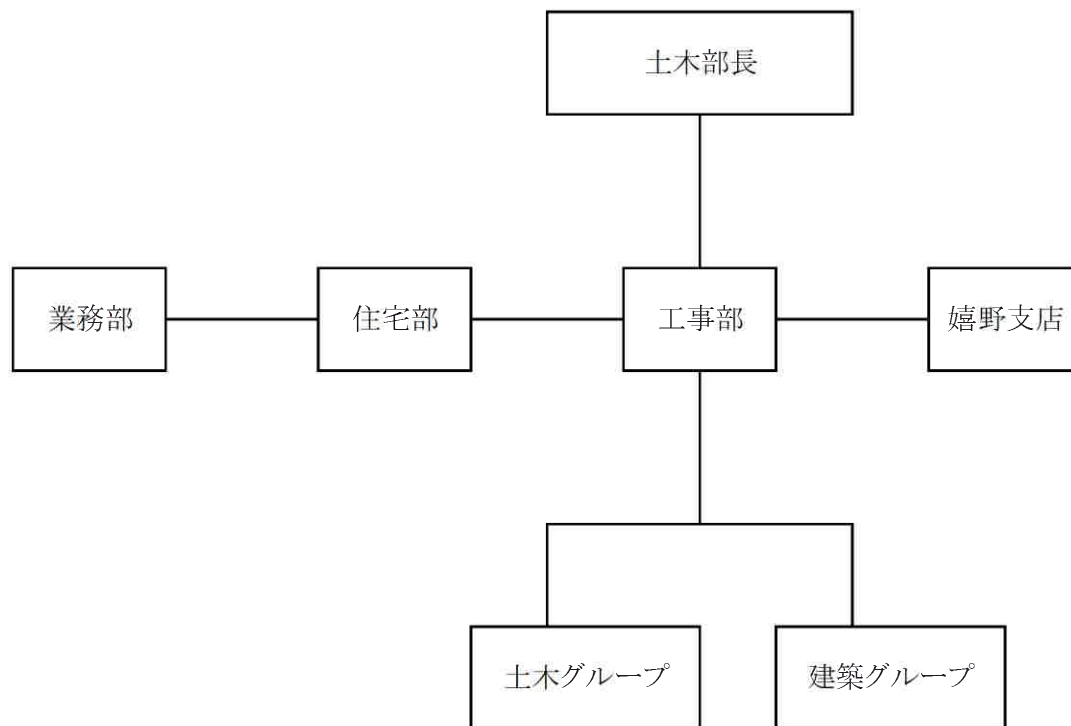 土木部長
業務部
住宅部
工事部
嬉野支店
土木グループ
建築グループ